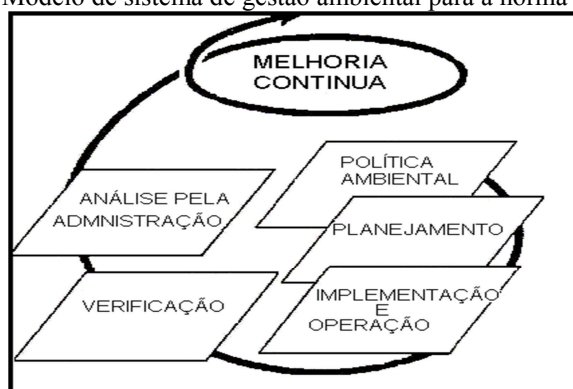 Modelo de sistema de gestão ambiental para a norma
MELHORIA
CONTINUA
POLÍTICA
AMBIENTAL
PLANEJAMENTO
IMPLEMENTAÇÃO
E
OPERAÇÃO
VERIFICAÇÃO
ANÁLISE PELA
ADMNISTRAÇÃO